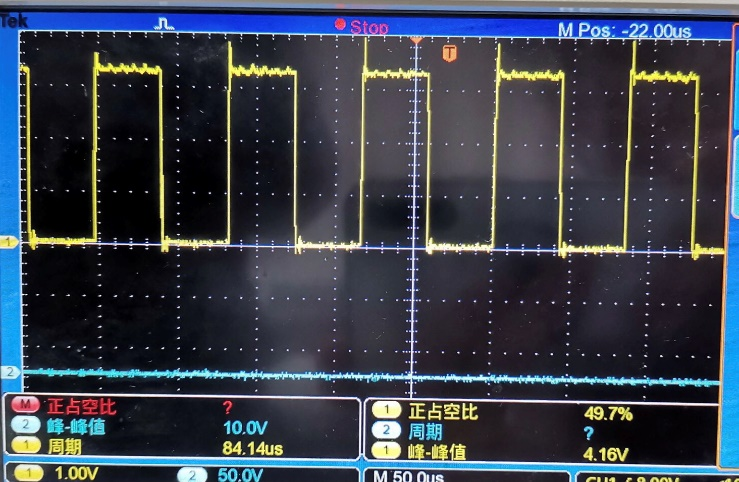 Tek Stop M Pos: -22.00us
T
1
2
M 正占空比 ?
2 峰-峰值 10.0V
1 周期 84.14us
1 正占空比 49.7%
2 周期 ?
1 峰-峰值 4.16V
1 1.00V 2 50.0V M 50.0us